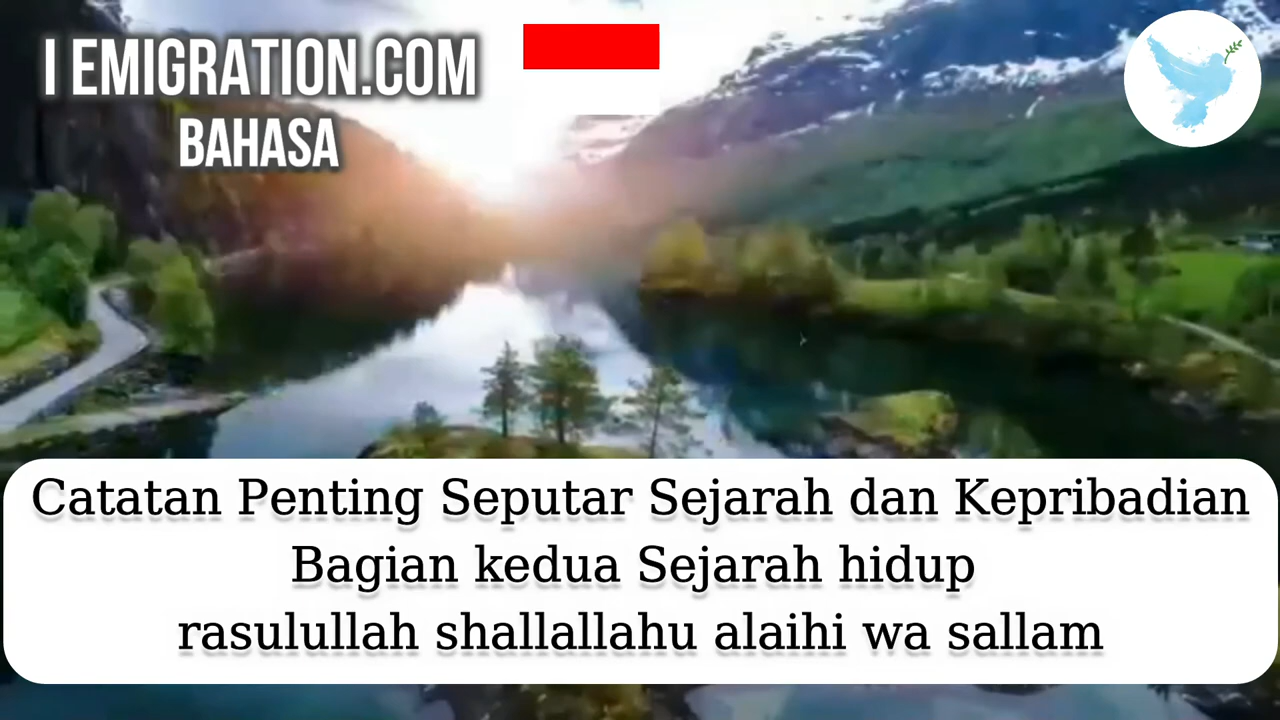 I EMIGRATION.COM
BAHASA
Catatan Penting Seputar Sejarah dan Kepribadian
Bagian kedua Sejarah hidup
rasulullah shallallahu alaihi wa sallam